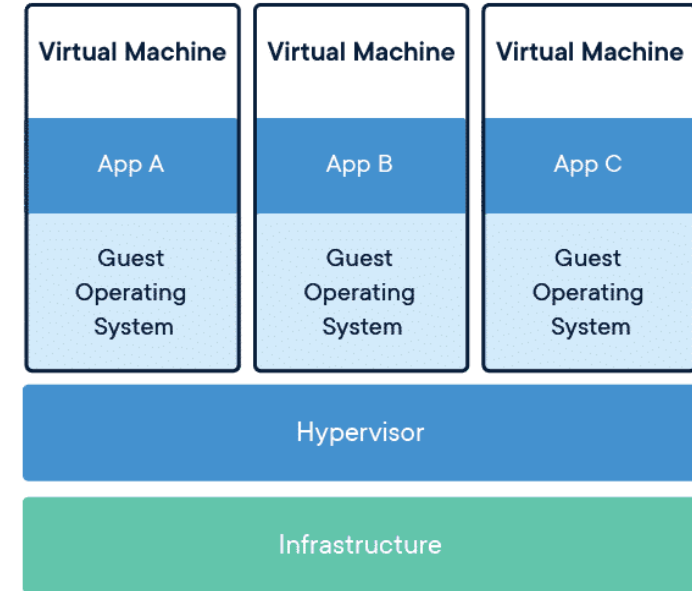 Virtual Machine
Virtual Machine
Virtual Machine
App A
App B
App C
Guest
Operating
System
Guest
Operating
System
Guest
Operating
System
Hypervisor
Infrastructure